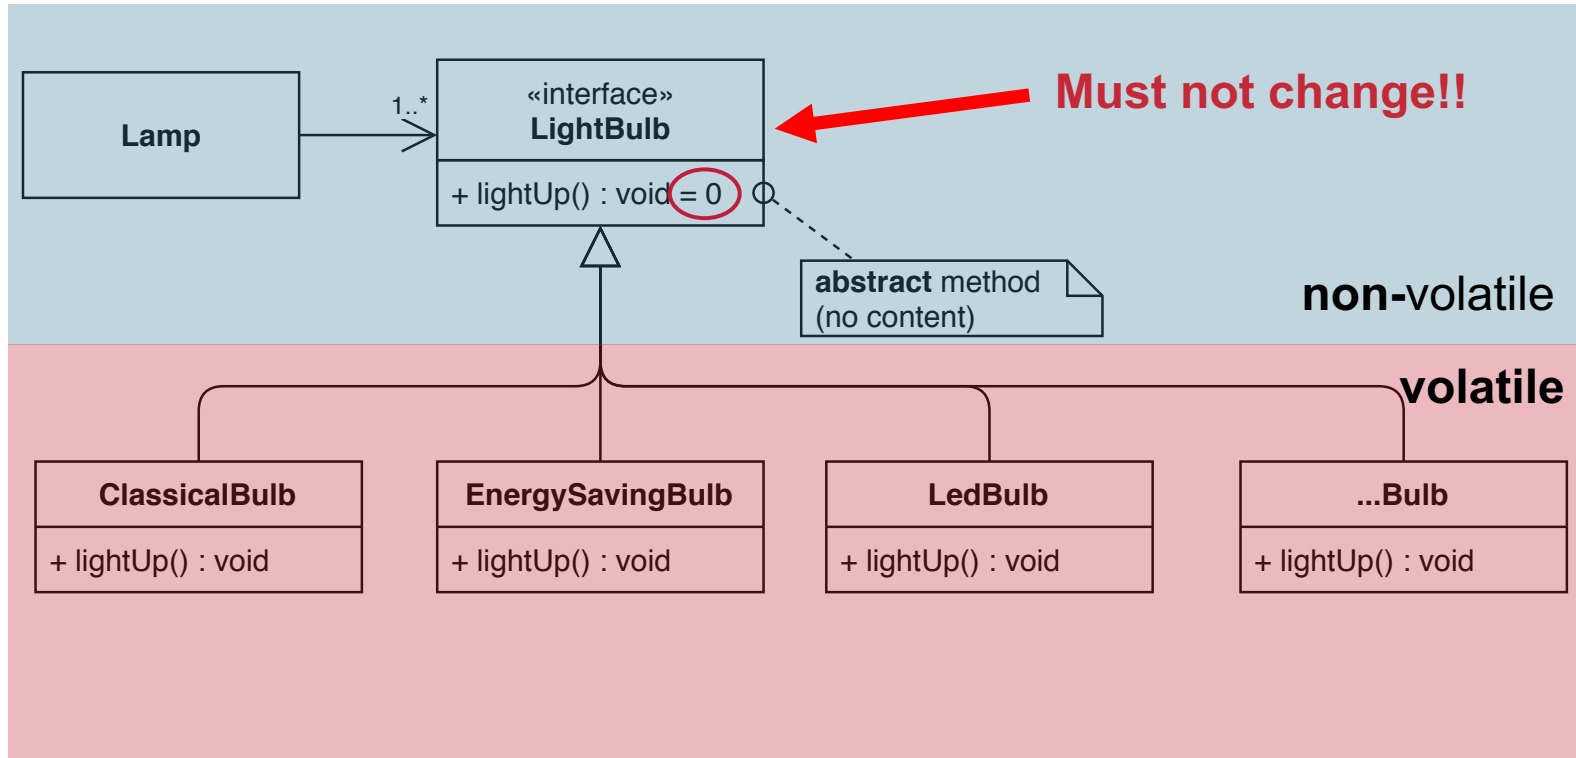 Lamp
1..*
«interface»
LightBulb
+ lightUp() : void = 0
Must not change!!
abstract method
(no content)
non-volatile
volatile
ClassicalBulb
+ lightUp() : void
EnergySavingBulb
+ lightUp() : void
LedBulb
+ lightUp() : void
...Bulb
+ lightUp() : void